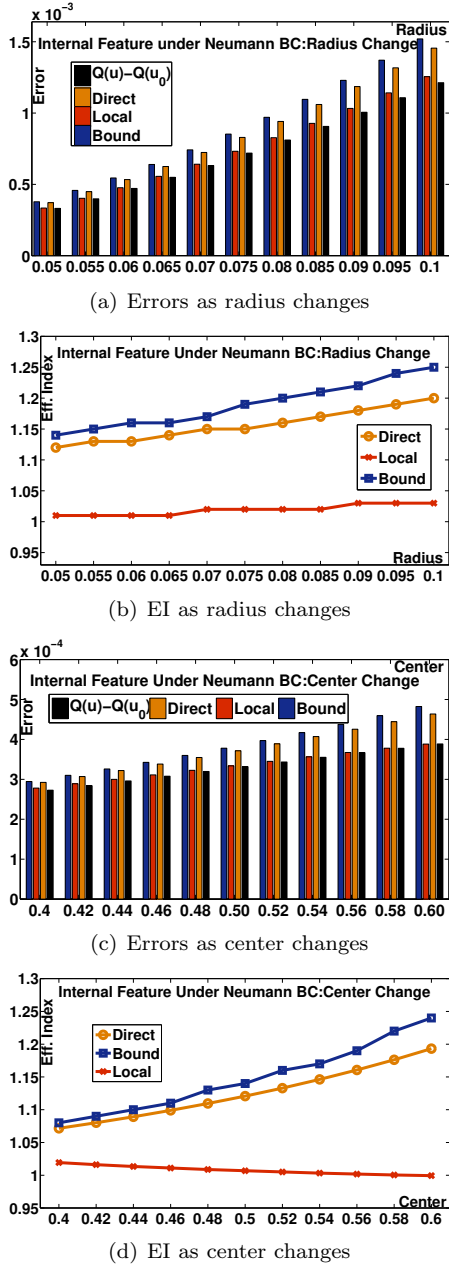 x 10⁻³
Radius
Internal Feature under Neumann BC:Radius Change
Error
1.5
1
0.5
0
Q(u)−Q(u₀)
Direct
Local
Bound
0.05 0.055 0.06 0.065 0.07 0.075 0.08 0.085 0.09 0.095 0.1
(a) Errors as radius changes
1.3
Internal Feature Under Neumann BC:Radius Change
Eff. Index
1.25
1.2
1.15
1.1
1.05
1
0.95
Direct
Local
Bound
Radius
0.05 0.055 0.06 0.065 0.07 0.075 0.08 0.085 0.09 0.095 0.1
(b) EI as radius changes
x 10⁻⁴
6
Center
Internal Feature Under Neumann BC:Center Change
Error
Q(u)−Q(u₀) Direct Local Bound
4
3
2
1
0
0.4 0.42 0.44 0.46 0.48 0.50 0.52 0.54 0.56 0.58 0.60
(c) Errors as center changes
1.3
Internal Feature Under Neumann BC:Center Change
Eff. Index
1.25
1.2
1.15
1.1
1.05
1
0.95
Direct
Bound
Local
Center
0.4 0.42 0.44 0.46 0.48 0.5 0.52 0.54 0.56 0.58 0.6
(d) EI as center changes